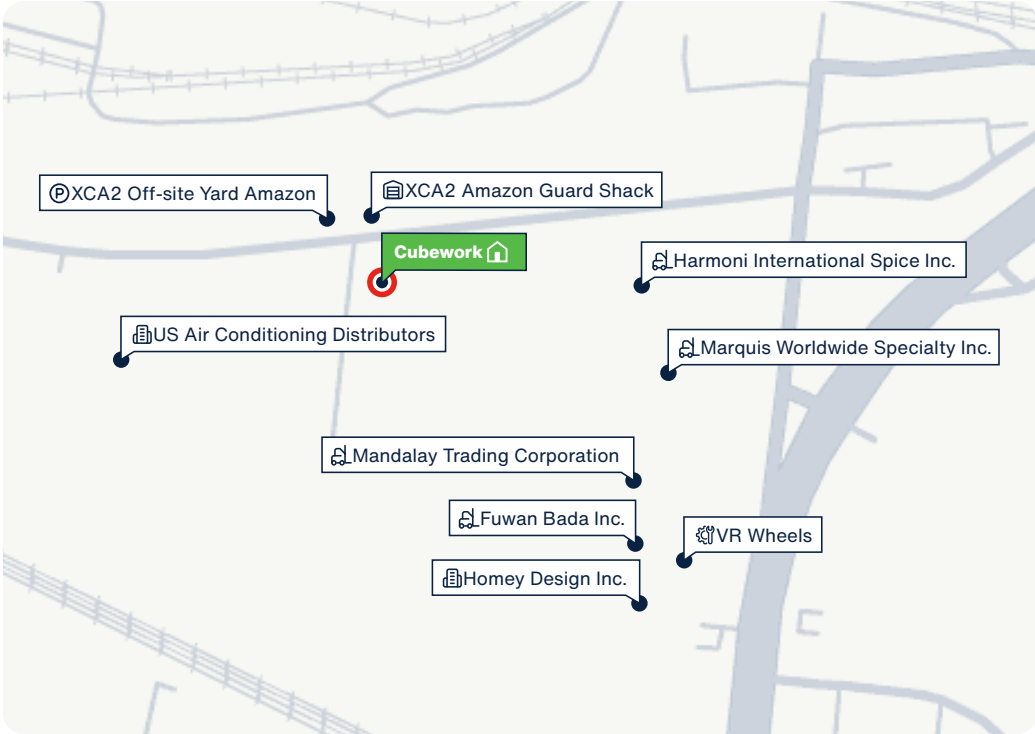 XCA2 Off-site Yard Amazon
XCA2 Amazon Guard Shack
Cubework
Harmoni International Spice Inc.
US Air Conditioning Distributors
Marquis Worldwide Specialty Inc.
Mandalay Trading Corporation
Fuwan Bada Inc.
VR Wheels
Homey Design Inc.